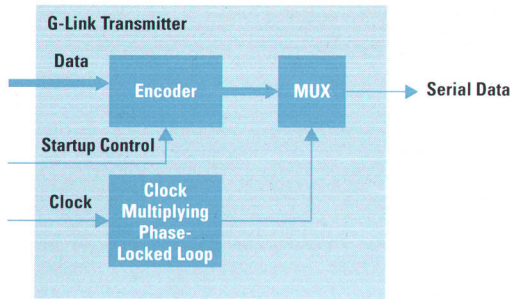 G-Link Transmitter
Data
Encoder
MUX
Serial Data
Startup Control
Clock
Clock
Multiplying
Phase-
Locked Loop